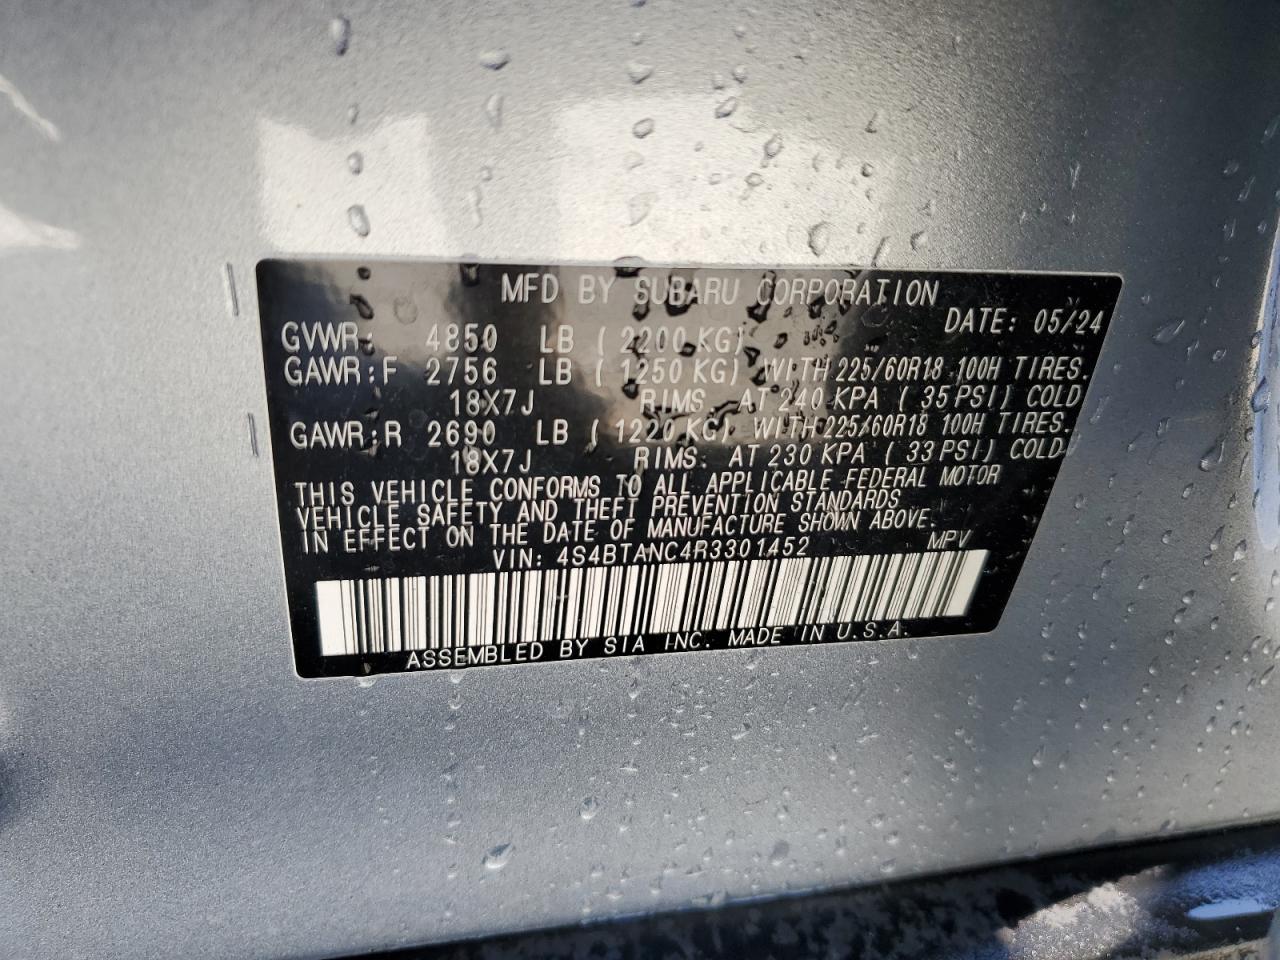 MFD BY SUBARU CORPORATION
DATE: 05/24
GVWR: 4850 LB ( 2200 KG)
GAWR:F 2756 LB ( 1250 KG) WITH 225/60R18 100H TIRES.
18X7J RIMS AT 240 KPA ( 35 PSI) COLD
GAWR:R 2690 LB ( 1220 KG) WITH 225/60R18 100H TIRES.
18X7J RIMS. AT 230 KPA ( 33 PSI) COLD
THIS VEHICLE CONFORMS TO ALL APPLICABLE FEDERAL MOTOR
VEHICLE SAFETY AND THEFT PREVENTION STANDARDS
IN EFFECT ON THE DATE OF MANUFACTURE SHOWN ABOVE.
VIN: 4S4BTANC4R3301452 MPV
ASSEMBLED BY SIA INC. MADE IN U.S.A.